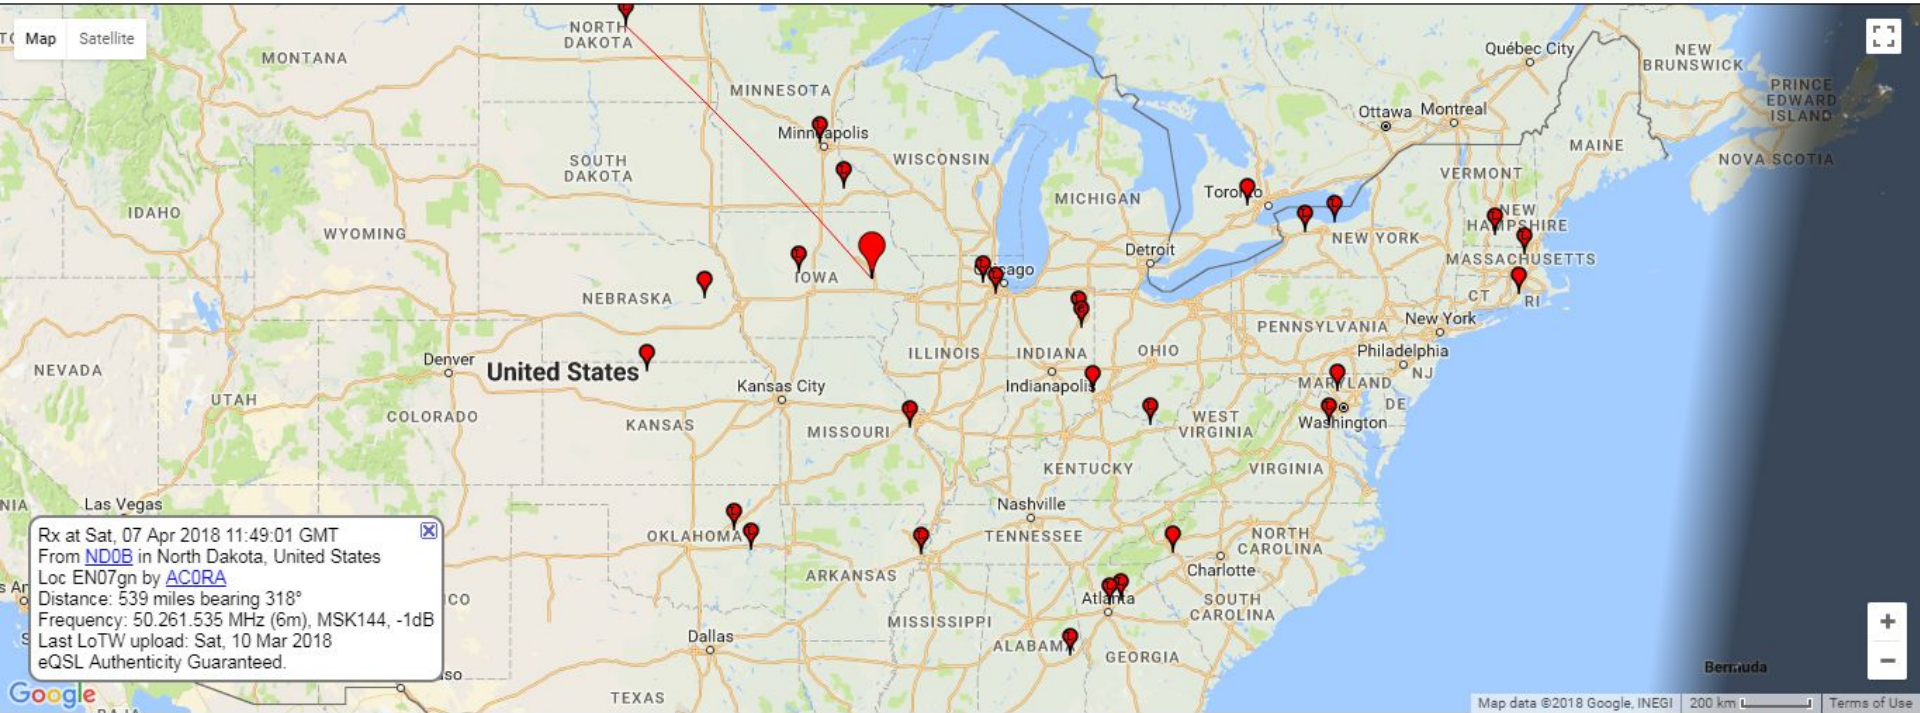 Map Satellite
MONTANA
NORTH
DAKOTA
MINNESOTA
Minneapolis
WISCONSIN
SOUTH
DAKOTA
IDAHO
WYOMING
MICHIGAN
Toronto
Ottawa
Montreal
Québec City
NEW
BRUNSWICK
PRINCE
EDWARD
ISLAND
NOVA SCOTIA
MAINE
VERMONT
NEW
HAMPSHIRE
NEW YORK
MASSACHUSETTS
CT
RI
Detroit
Chicago
IOWA
NEBRASKA
PENNSYLVANIA
New York
Philadelphia
NJ
OHIO
INDIANA
ILLINOIS
Indianapolis
MARYLAND
DE
Washington
WEST
VIRGINIA
VIRGINIA
KENTUCKY
NEVADA
UTAH
Denver
COLORADO
United States
KANSAS
Kansas City
MISSOURI
Las Vegas
Nashville
TENNESSEE
NORTH
CAROLINA
Charlotte
SOUTH
CAROLINA
OKLAHOMA
ARKANSAS
MISSISSIPPI
ALABAMA
Atlanta
GEORGIA
Dallas
TEXAS
Bermuda
Rx at Sat, 07 Apr 2018 11:49:01 GMT
From ND0B in North Dakota, United States
Loc EN07gn by AC0RA
Distance: 539 miles bearing 318°
Frequency: 50.261.535 MHz (6m), MSK144, -1dB
Last LoTW upload: Sat, 10 Mar 2018
eQSL Authenticity Guaranteed.
Google
Map data ©2018 Google, INEGI 200 km Terms of Use